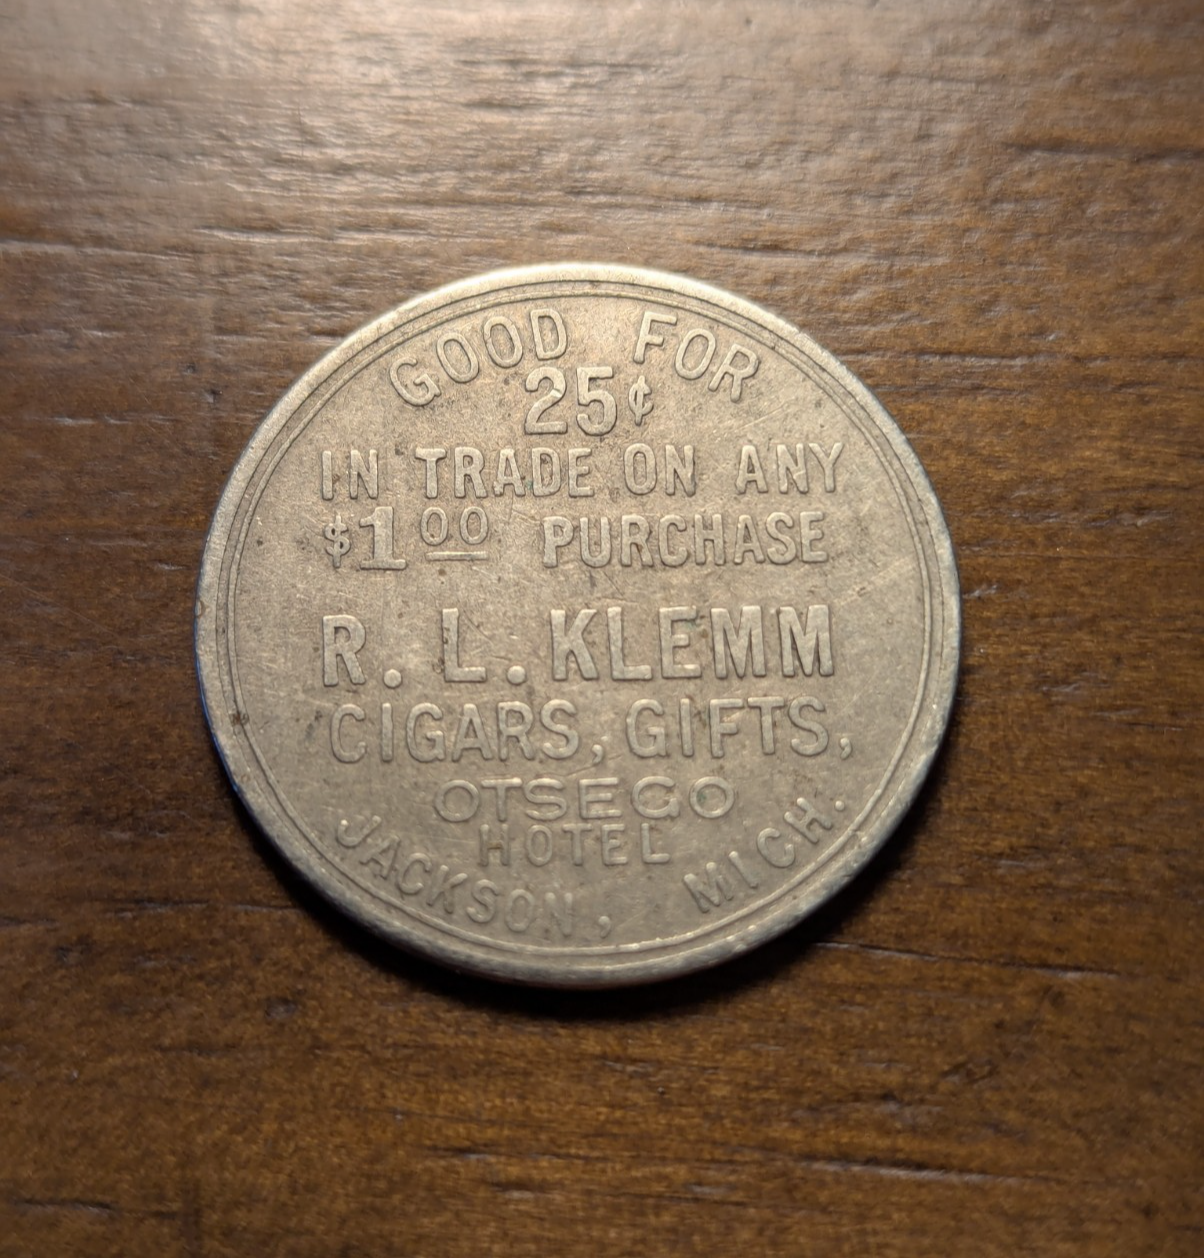 GOOD FOR
25¢
IN TRADE ON ANY
$1 00 PURCHASE
R. L. KLEMM
CIGARS, GIFTS,
OTSEGO
HOTEL
JACKSON, MICH.